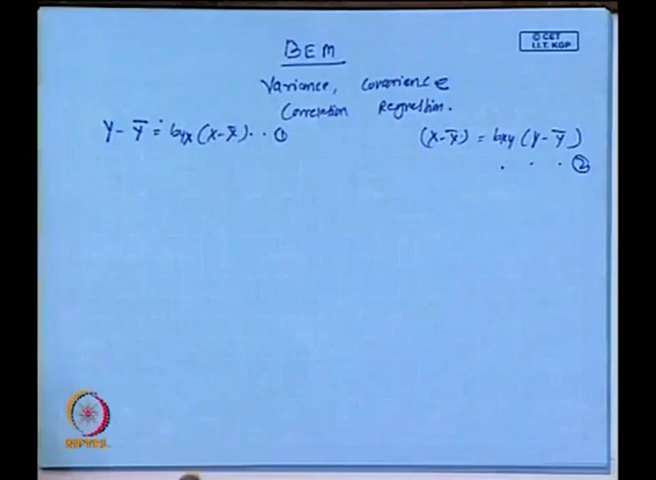 BEM
© CET
I.I.T. KGP
Variance, Covariance
Correlation Regression.
Y - Ȳ = byx (X - X̄) . . ①
(X - X̄) = bxy (Y - Ȳ)
. . . ②
NPTEL